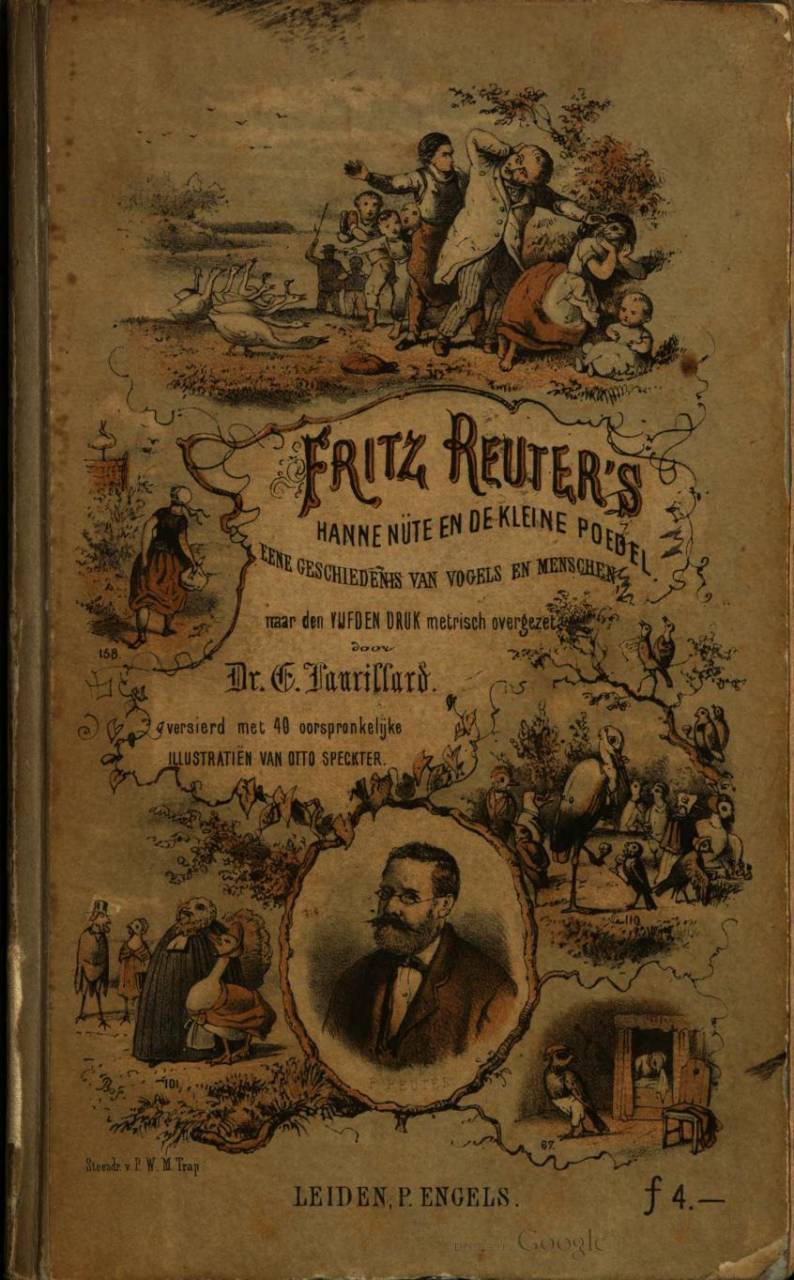 FRITZ REUTER'S
HANNE NÜTE EN DE KLEINE POEDEL.
EENE GESCHIEDENIS VAN VOGELS EN MENSCHEN,
naar den VIJFDEN DRUK metrisch overgezet
door
Dr. E. Laurillard.
versierd met 40 oorspronkelijke
ILLUSTRATIËN VAN OTTO SPECKTER.
158.
110.
101.
F. REUTER
67.
Steendr. v. P. W. M. Trap
LEIDEN, P. ENGELS.
f 4.—
Google